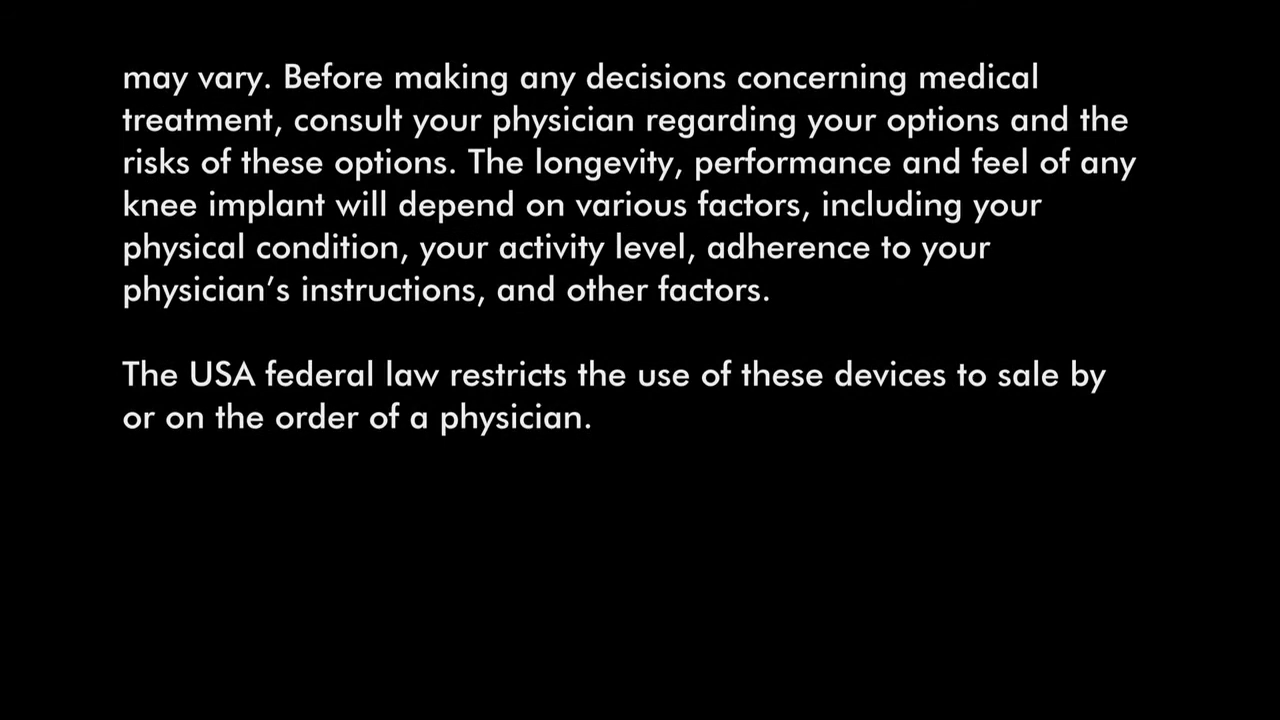 may vary. Before making any decisions concerning medical
treatment, consult your physician regarding your options and the
risks of these options. The longevity, performance and feel of any
knee implant will depend on various factors, including your
physical condition, your activity level, adherence to your
physician’s instructions, and other factors.
The USA federal law restricts the use of these devices to sale by
or on the order of a physician.